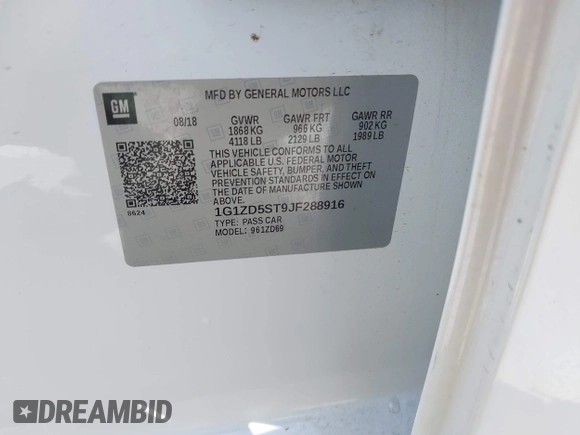 GM
MFD BY GENERAL MOTORS LLC
08/18 GVWR GAWR FRT GAWR RR
1868 KG 966 KG 902 KG
4118 LB 2129 LB 1989 LB
THIS VEHICLE CONFORMS TO ALL
APPLICABLE U.S. FEDERAL MOTOR
VEHICLE SAFETY, BUMPER, AND THEFT
PREVENTION STANDARDS IN EFFECT ON
THE DATE OF MANUFACTURE SHOWN
ABOVE.
8624
1G1ZD5ST9JF288916
TYPE: PASS CAR
MODEL: 961ZD69
DREAMBID